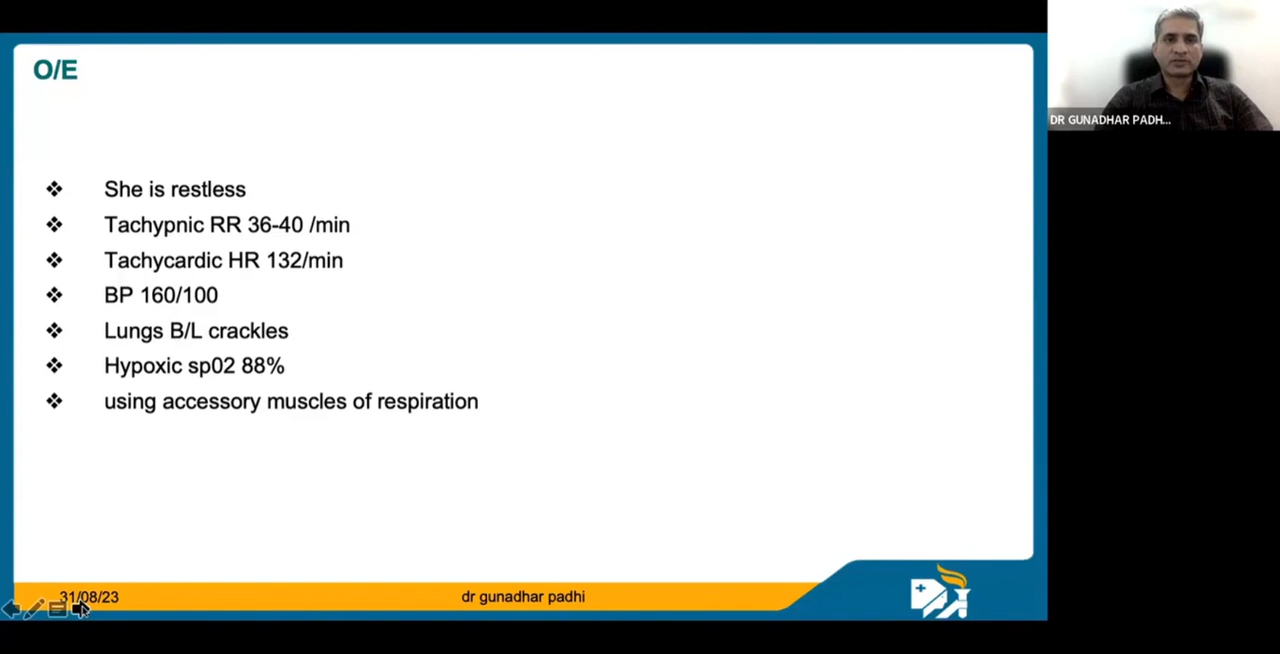 O/E
DR GUNADHAR PADH...
❖ She is restless
❖ Tachypnic RR 36-40 /min
❖ Tachycardic HR 132/min
❖ BP 160/100
❖ Lungs B/L crackles
❖ Hypoxic sp02 88%
❖ using accessory muscles of respiration
31/08/23
dr gunadhar padhi